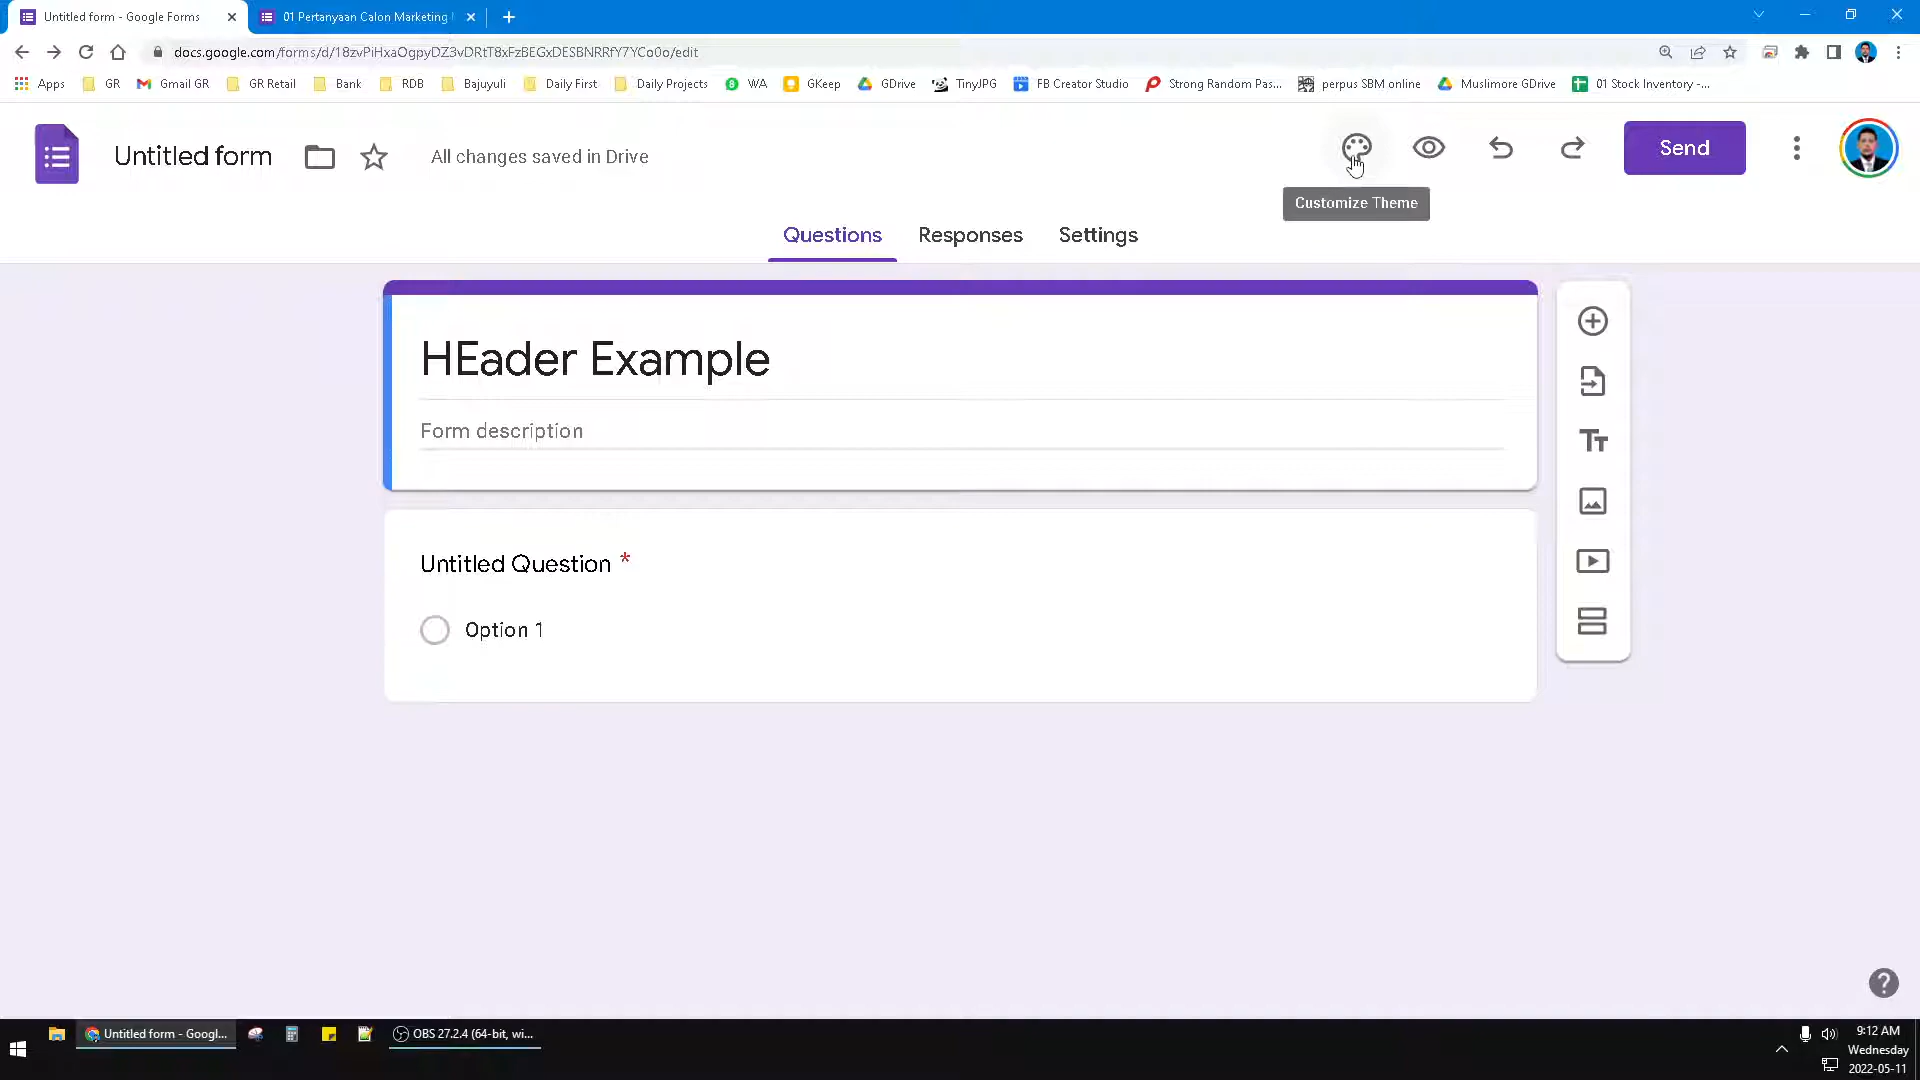 Untitled form - Google Forms
01 Pertanyaan Calon Marketing
docs.google.com/forms/d/18zvPiHxaOgpyDZ3vDRtT8xFzBEGxDESBNRRfY7YCo0o/edit
Apps GR Gmail GR GR Retail Bank RDB Bajuyuli Daily First Daily Projects WA GKeep GDrive TinyJPG FB Creator Studio Strong Random Pas... perpus SBM online Muslimore GDrive 01 Stock Inventory -...
Untitled form All changes saved in Drive Send
Customize Theme
Questions Responses Settings
HEader Example
Form description
Untitled Question *
Option 1
Untitled form - Googl... OBS 27.2.4 (64-bit, wi...
9:12 AM
Wednesday
2022-05-11